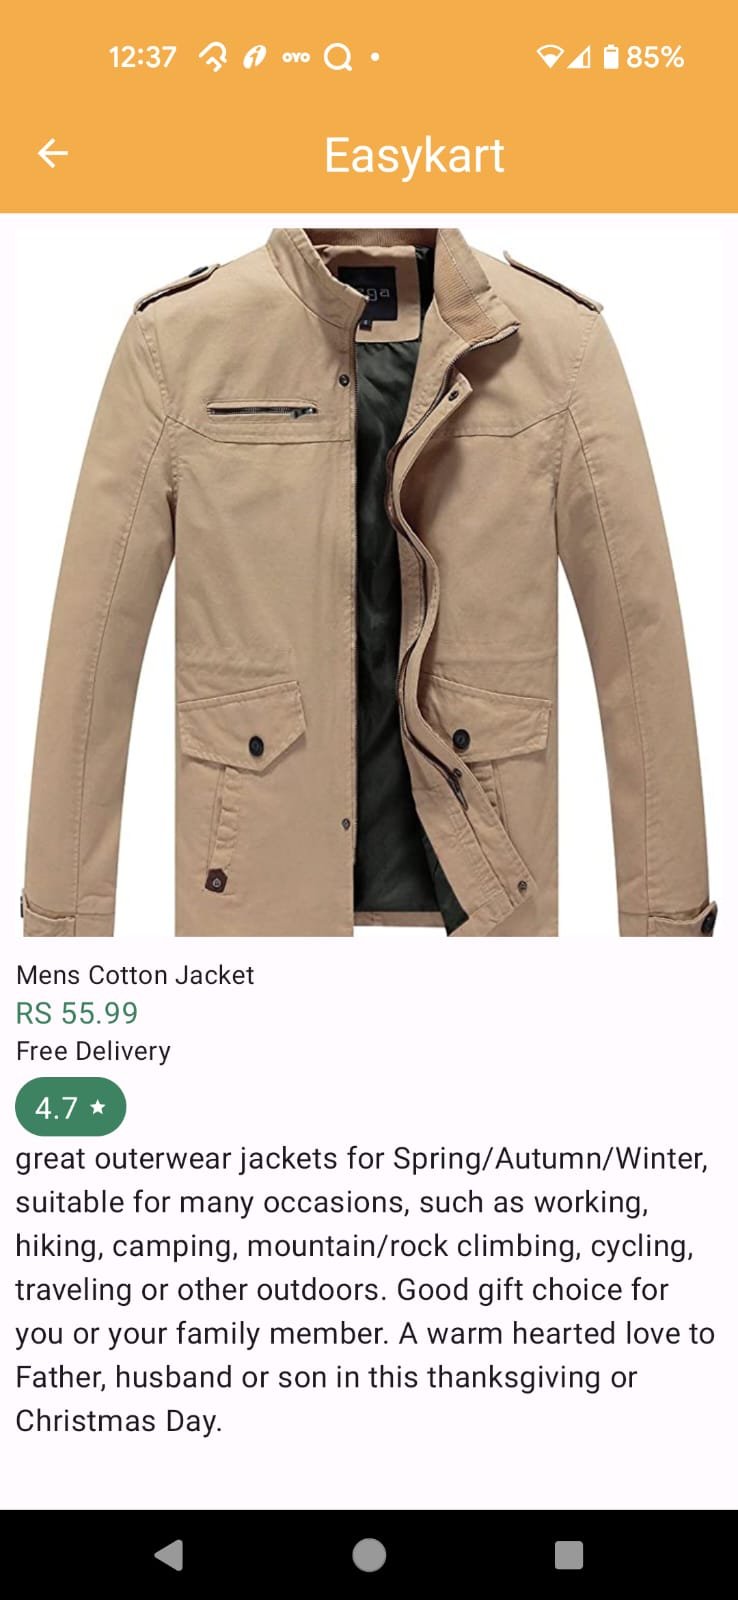 12:37 OYO 85%
Easykart
Mens Cotton Jacket
RS 55.99
Free Delivery
4.7 ★
great outerwear jackets for Spring/Autumn/Winter,
suitable for many occasions, such as working,
hiking, camping, mountain/rock climbing, cycling,
traveling or other outdoors. Good gift choice for
you or your family member. A warm hearted love to
Father, husband or son in this thanksgiving or
Christmas Day.